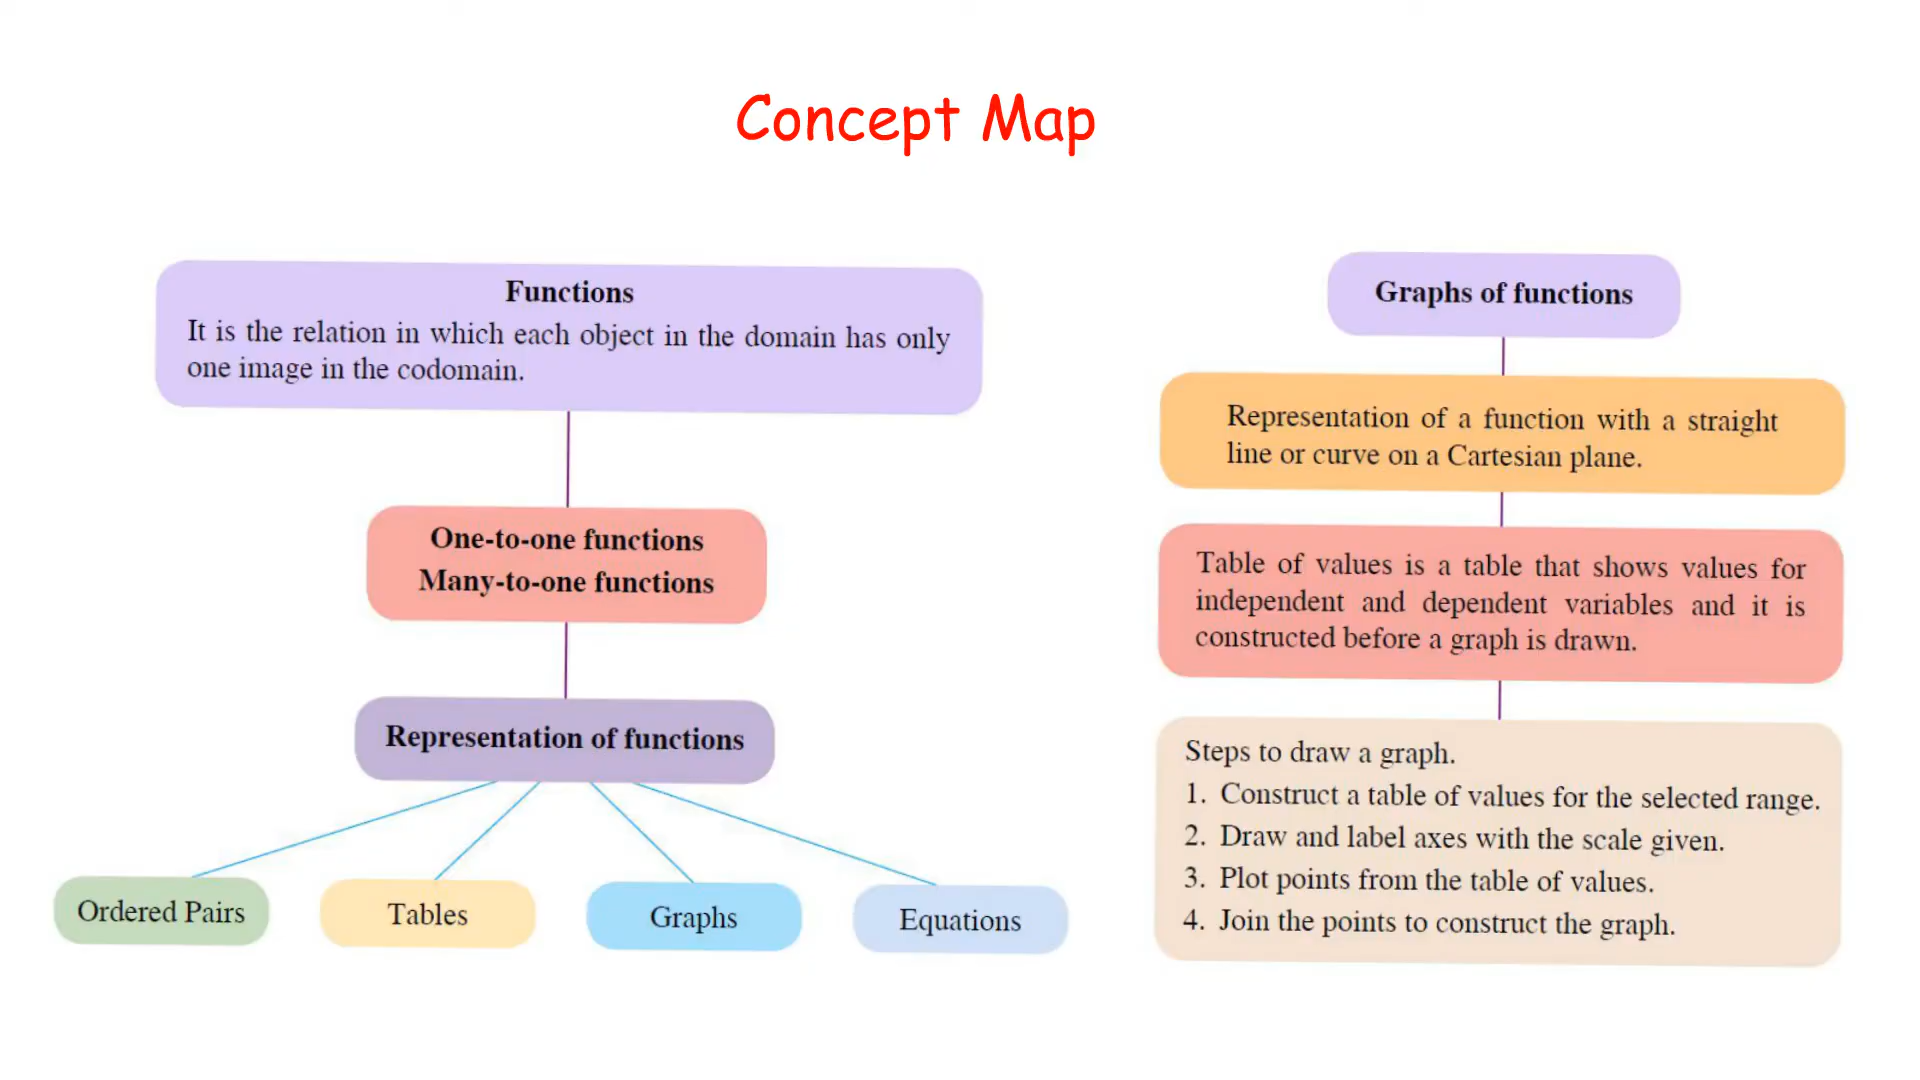 Concept Map
Functions
It is the relation in which each object in the domain has only
one image in the codomain.
One-to-one functions
Many-to-one functions
Representation of functions
Ordered Pairs
Tables
Graphs
Equations
Graphs of functions
Representation of a function with a straight
line or curve on a Cartesian plane.
Table of values is a table that shows values for
independent and dependent variables and it is
constructed before a graph is drawn.
Steps to draw a graph.
1. Construct a table of values for the selected range.
2. Draw and label axes with the scale given.
3. Plot points from the table of values.
4. Join the points to construct the graph.